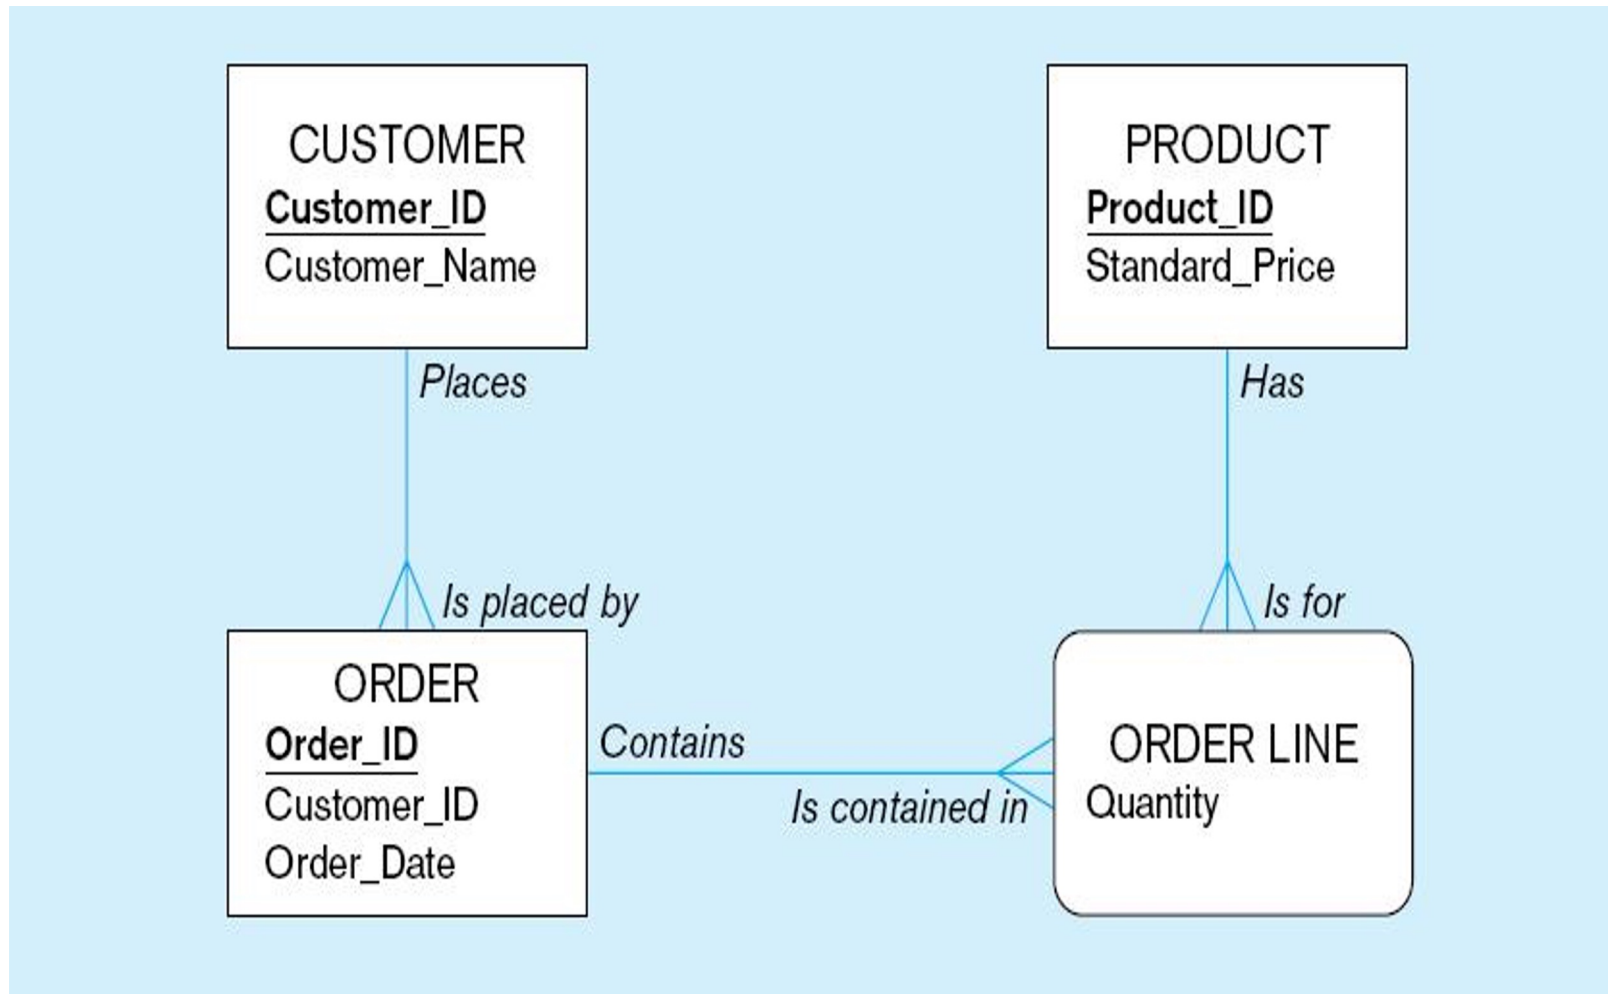 CUSTOMER
Customer_ID
Customer_Name
PRODUCT
Product_ID
Standard_Price
Places
Has
Is placed by
Is for
ORDER
Order_ID
Customer_ID
Order_Date
Contains
Is contained in
ORDER LINE
Quantity